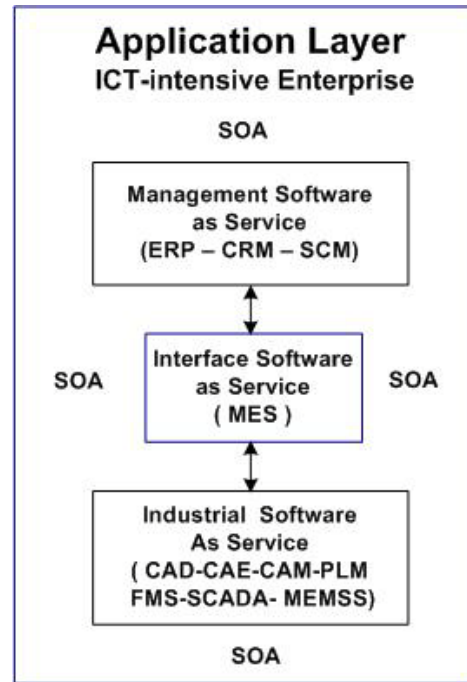 Application Layer
ICT-intensive Enterprise
SOA
Management Software
as Service
(ERP – CRM – SCM)
Interface Software
as Service
( MES )
SOA
SOA
Industrial Software
As Service
( CAD-CAE-CAM-PLM
FMS-SCADA- MEMSS)
SOA